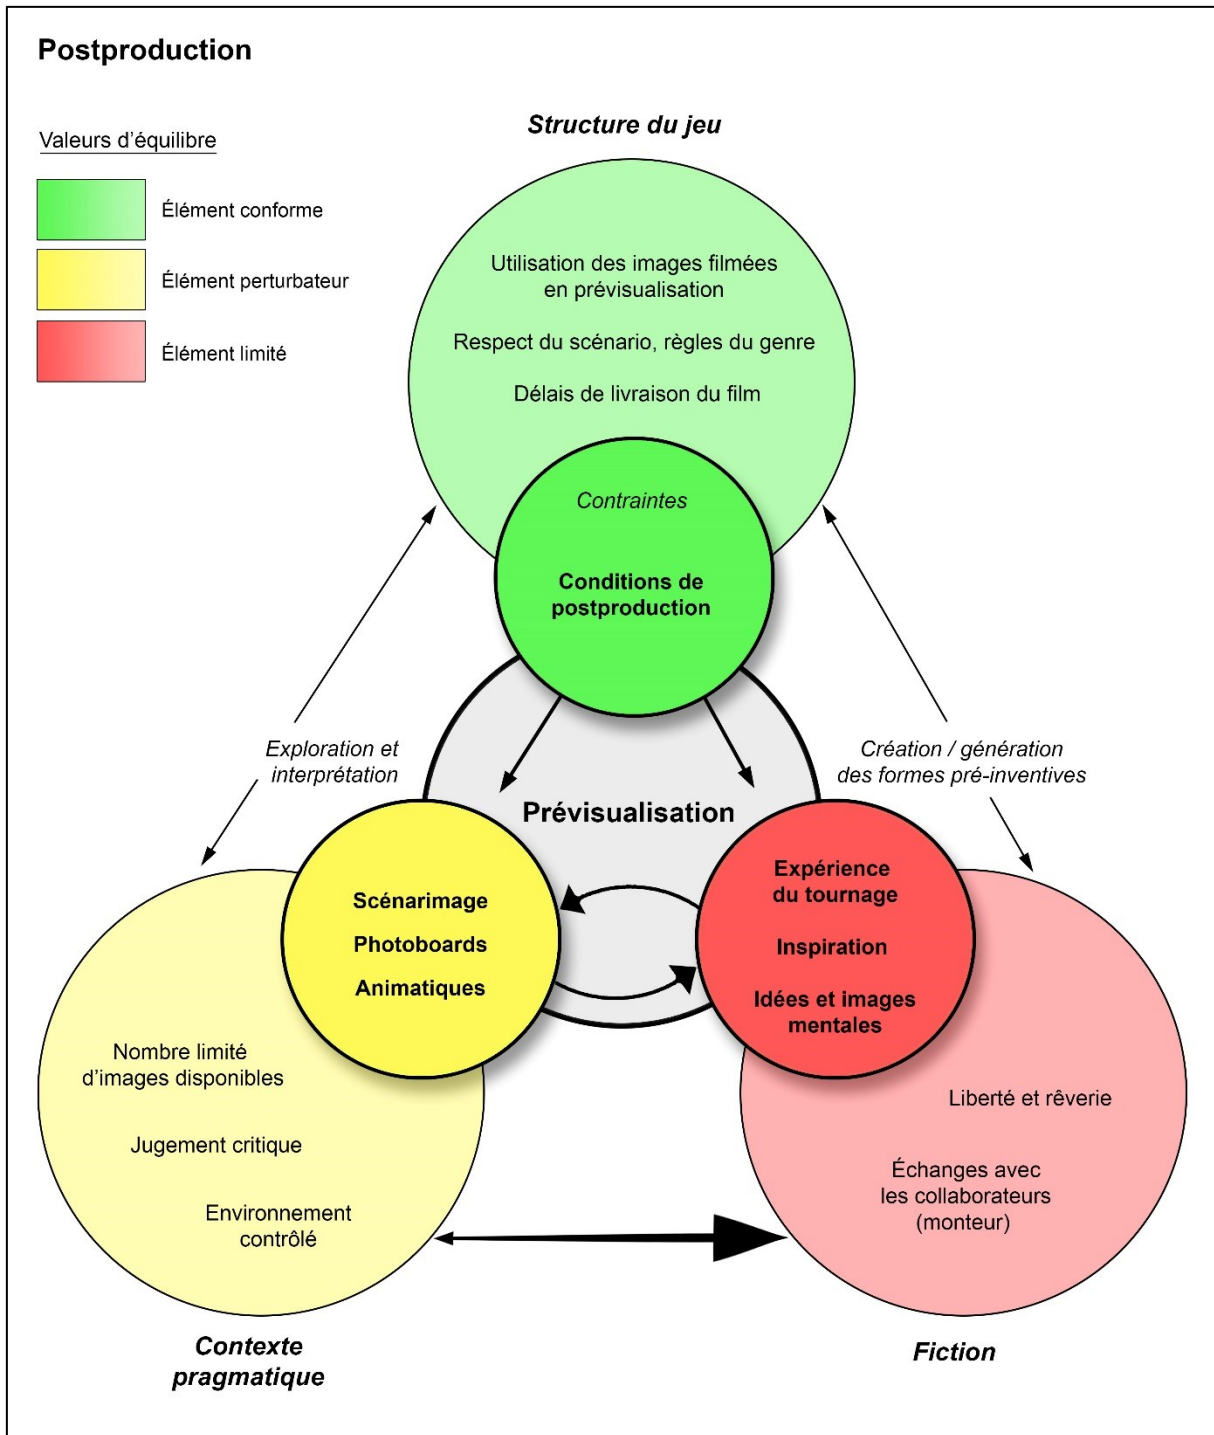 Postproduction
Valeurs d'équilibre
Élément conforme
Élément perturbateur
Élément limité
Structure du jeu
Utilisation des images filmées
en prévisualisation
Respect du scénario, règles du genre
Délais de livraison du film
Contraintes
Conditions de
postproduction
Exploration et
interprétation
Création / génération
des formes pré-inventives
Prévisualisation
Scénarimage
Photoboards
Animatiques
Expérience
du tournage
Inspiration
Idées et images
mentales
Nombre limité
d'images disponibles
Jugement critique
Environnement
contrôlé
Liberté et rêverie
Échanges avec
les collaborateurs
(monteur)
Contexte
pragmatique
Fiction